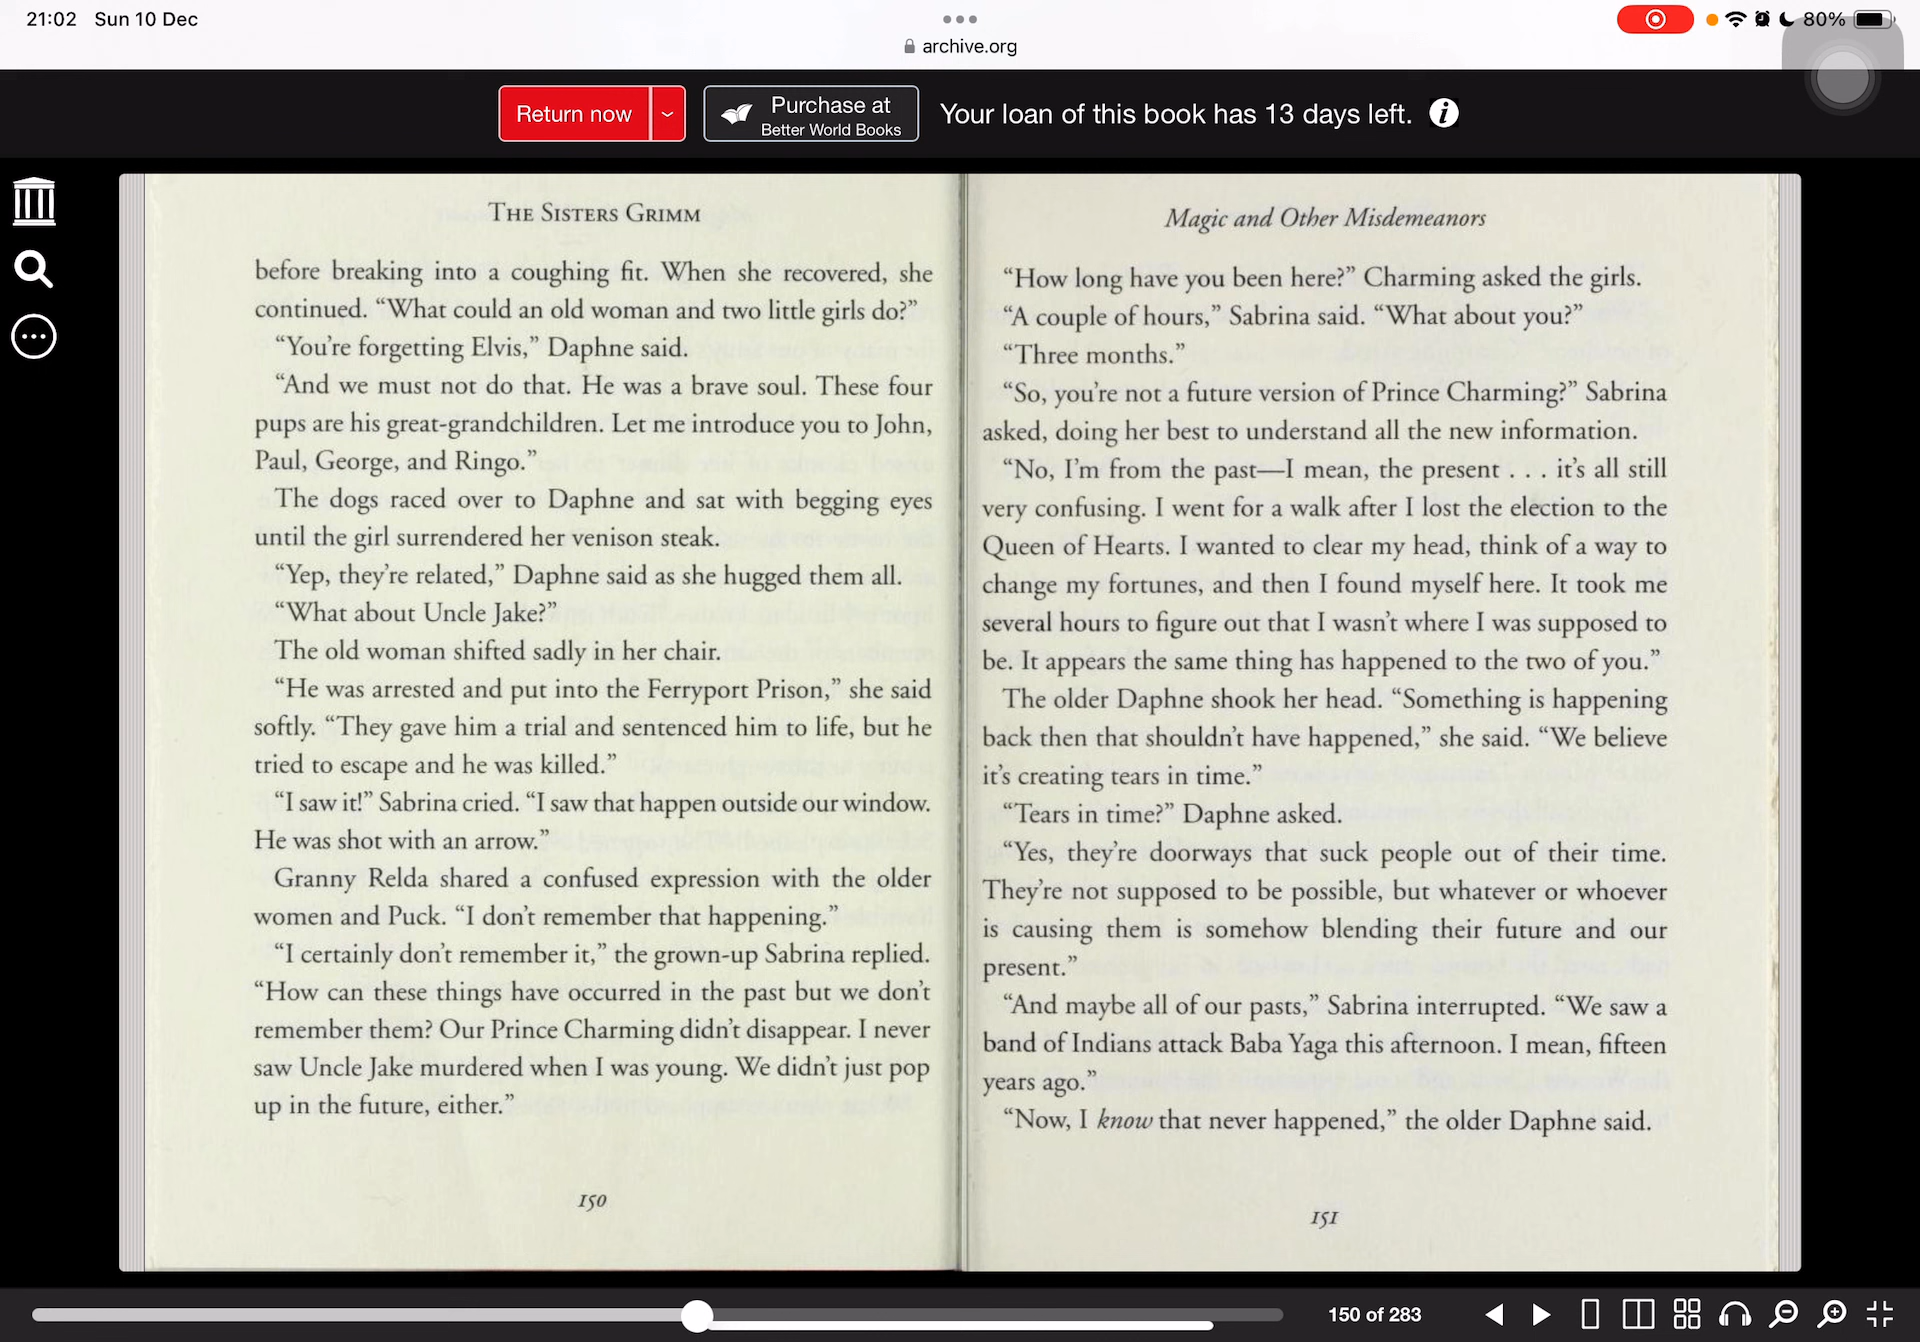 21:02 Sun 10 Dec
80%
archive.org
Return now
Purchase at
Better World Books
Your loan of this book has 13 days left.
THE SISTERS GRIMM
before breaking into a coughing fit. When she recovered, she
continued. “What could an old woman and two little girls do?”
“You’re forgetting Elvis,” Daphne said.
“And we must not do that. He was a brave soul. These four
pups are his great-grandchildren. Let me introduce you to John,
Paul, George, and Ringo.”
The dogs raced over to Daphne and sat with begging eyes
until the girl surrendered her venison steak.
“Yep, they’re related,” Daphne said as she hugged them all.
“What about Uncle Jake?”
The old woman shifted sadly in her chair.
“He was arrested and put into the Ferryport Prison,” she said
softly. “They gave him a trial and sentenced him to life, but he
tried to escape and he was killed.”
“I saw it!” Sabrina cried. “I saw that happen outside our window.
He was shot with an arrow.”
Granny Relda shared a confused expression with the older
women and Puck. “I don’t remember that happening.”
“I certainly don’t remember it,” the grown-up Sabrina replied.
“How can these things have occurred in the past but we don’t
remember them? Our Prince Charming didn’t disappear. I never
saw Uncle Jake murdered when I was young. We didn’t just pop
up in the future, either.”
150
Magic and Other Misdemeanors
“How long have you been here?” Charming asked the girls.
“A couple of hours,” Sabrina said. “What about you?”
“Three months.”
“So, you’re not a future version of Prince Charming?” Sabrina
asked, doing her best to understand all the new information.
“No, I’m from the past—I mean, the present . . . it’s all still
very confusing. I went for a walk after I lost the election to the
Queen of Hearts. I wanted to clear my head, think of a way to
change my fortunes, and then I found myself here. It took me
several hours to figure out that I wasn’t where I was supposed to
be. It appears the same thing has happened to the two of you.”
The older Daphne shook her head. “Something is happening
back then that shouldn’t have happened,” she said. “We believe
it’s creating tears in time.”
“Tears in time?” Daphne asked.
“Yes, they’re doorways that suck people out of their time.
They’re not supposed to be possible, but whatever or whoever
is causing them is somehow blending their future and our
present.”
“And maybe all of our pasts,” Sabrina interrupted. “We saw a
band of Indians attack Baba Yaga this afternoon. I mean, fifteen
years ago.”
“Now, I know that never happened,” the older Daphne said.
151
150 of 283